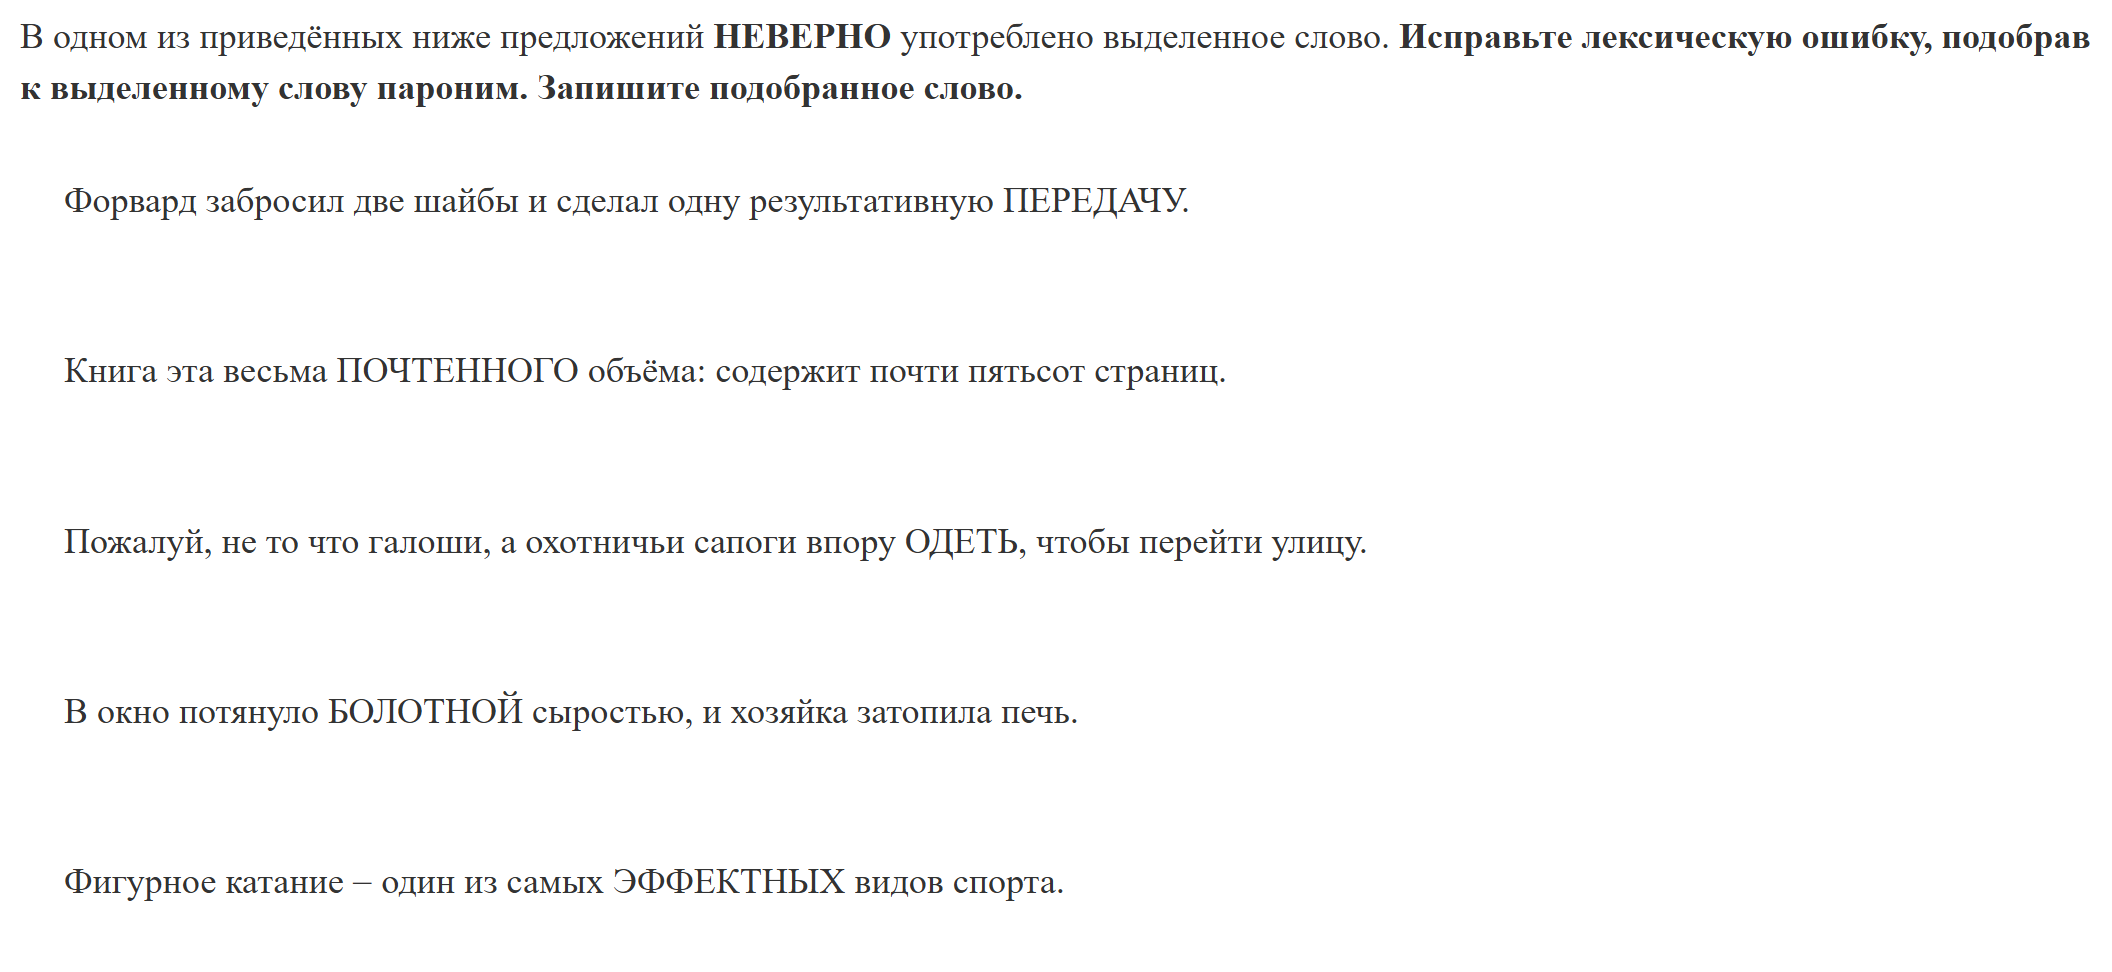 В одном из приведённых ниже предложений НЕВЕРНО употреблено выделенное слово. Исправьте лексическую ошибку, подобрав
к выделенному слову пароним. Запишите подобранное слово.
Форвард забросил две шайбы и сделал одну результативную ПЕРЕДАЧУ.
Книга эта весьма ПОЧТЕННОГО объёма: содержит почти пятьсот страниц.
Пожалуй, не то что галоши, а охотничьи сапоги впору ОДЕТЬ, чтобы перейти улицу.
В окно потянуло БОЛОТНОЙ сыростью, и хозяйка затопила печь.
Фигурное катание – один из самых ЭФФЕКТНЫХ видов спорта.